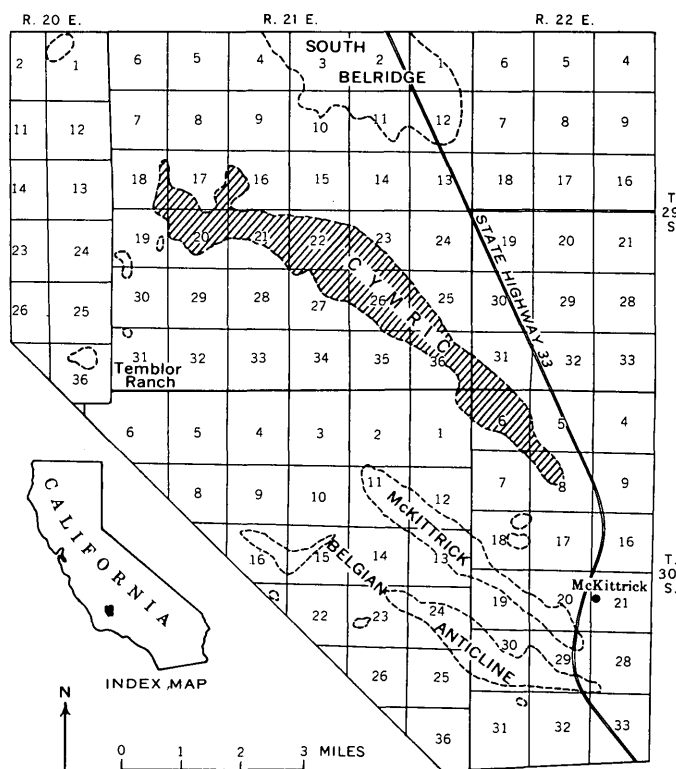 R. 20 E. R. 21 E. R. 22 E.
SOUTH
BELRIDGE
2 1 6 5 4 3 2 1 6 5 4
11 12 7 8 9 10 11 12 7 8 9
14 13 18 17 16 15 14 13 18 17 16
T.
29
S.
23 24 19 20 21 22 23 24 19 20 21
STATE HIGHWAY 33
CYMRIC
26 25 30 29 28 27 26 25 30 29 28
36 31 32 33 34 35 36 31 32 33
Temblor
Ranch
6 5 4 3 2 1 6 5 4
8 9 10 11 12 7 8 9
McKITTRICK
16 15 14 13 18 17 16
BELGIAN
ANTICLINE
T.
30
S.
McKittrick
22 23 24 19 20 21
26 25 30 29 28
36 31 32 33
CALIFORNIA
INDEX MAP
N
0 1 2 3 MILES